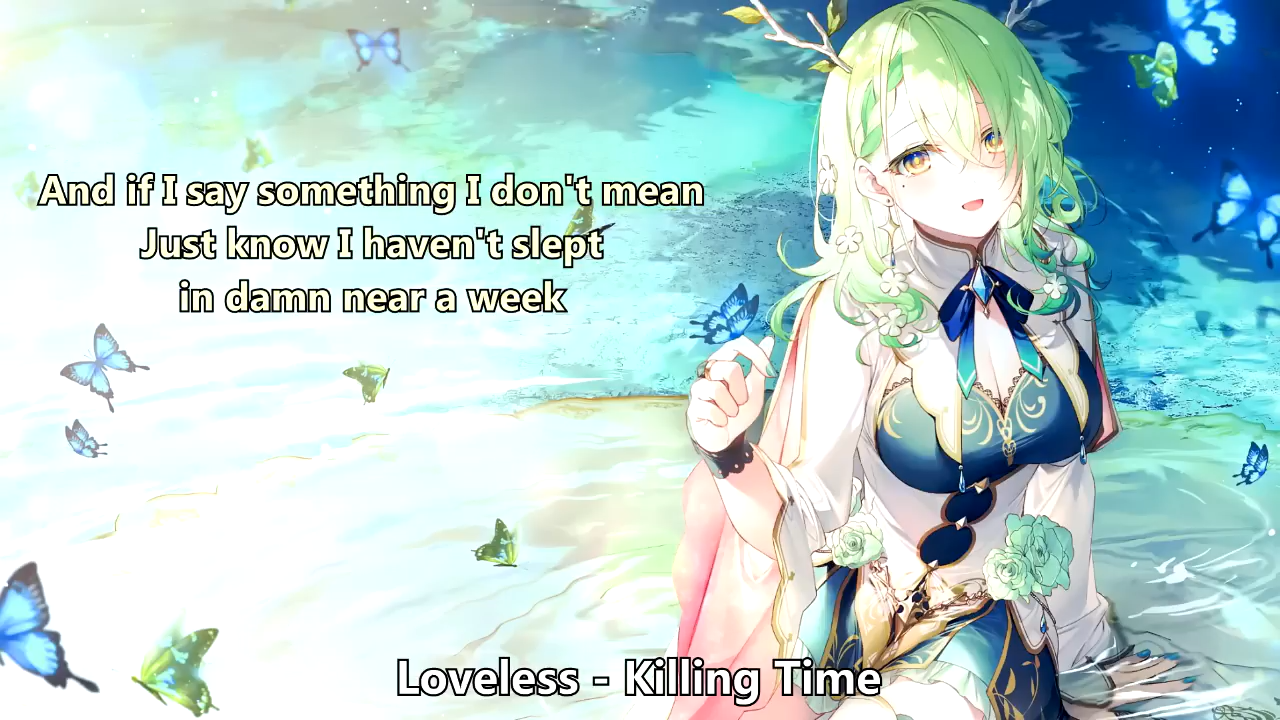 And if I say something I don't mean
Just know I haven't slept
in damn near a week
Loveless - Killing Time